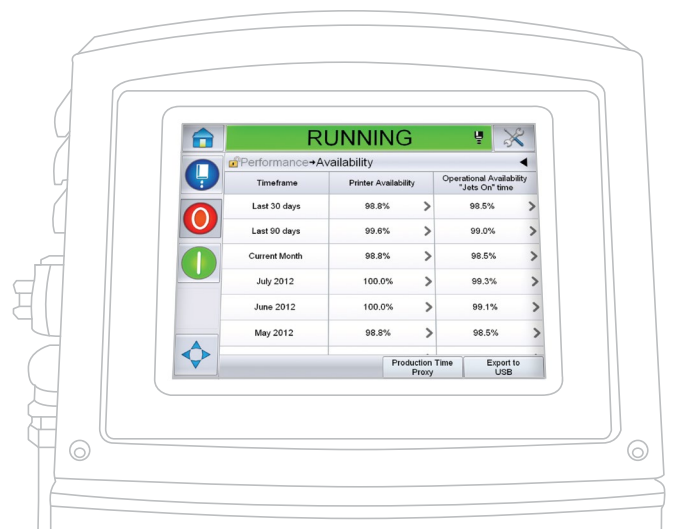 RUNNING
Performance→Availability
Timeframe Printer Availability Operational Availability
"Jets On" time
Last 30 days 98.8% 98.5%
Last 90 days 99.6% 99.0%
Current Month 98.8% 98.5%
July 2012 100.0% 99.3%
June 2012 100.0% 99.1%
May 2012 98.8% 98.5%
Production Time
Proxy
Export to
USB